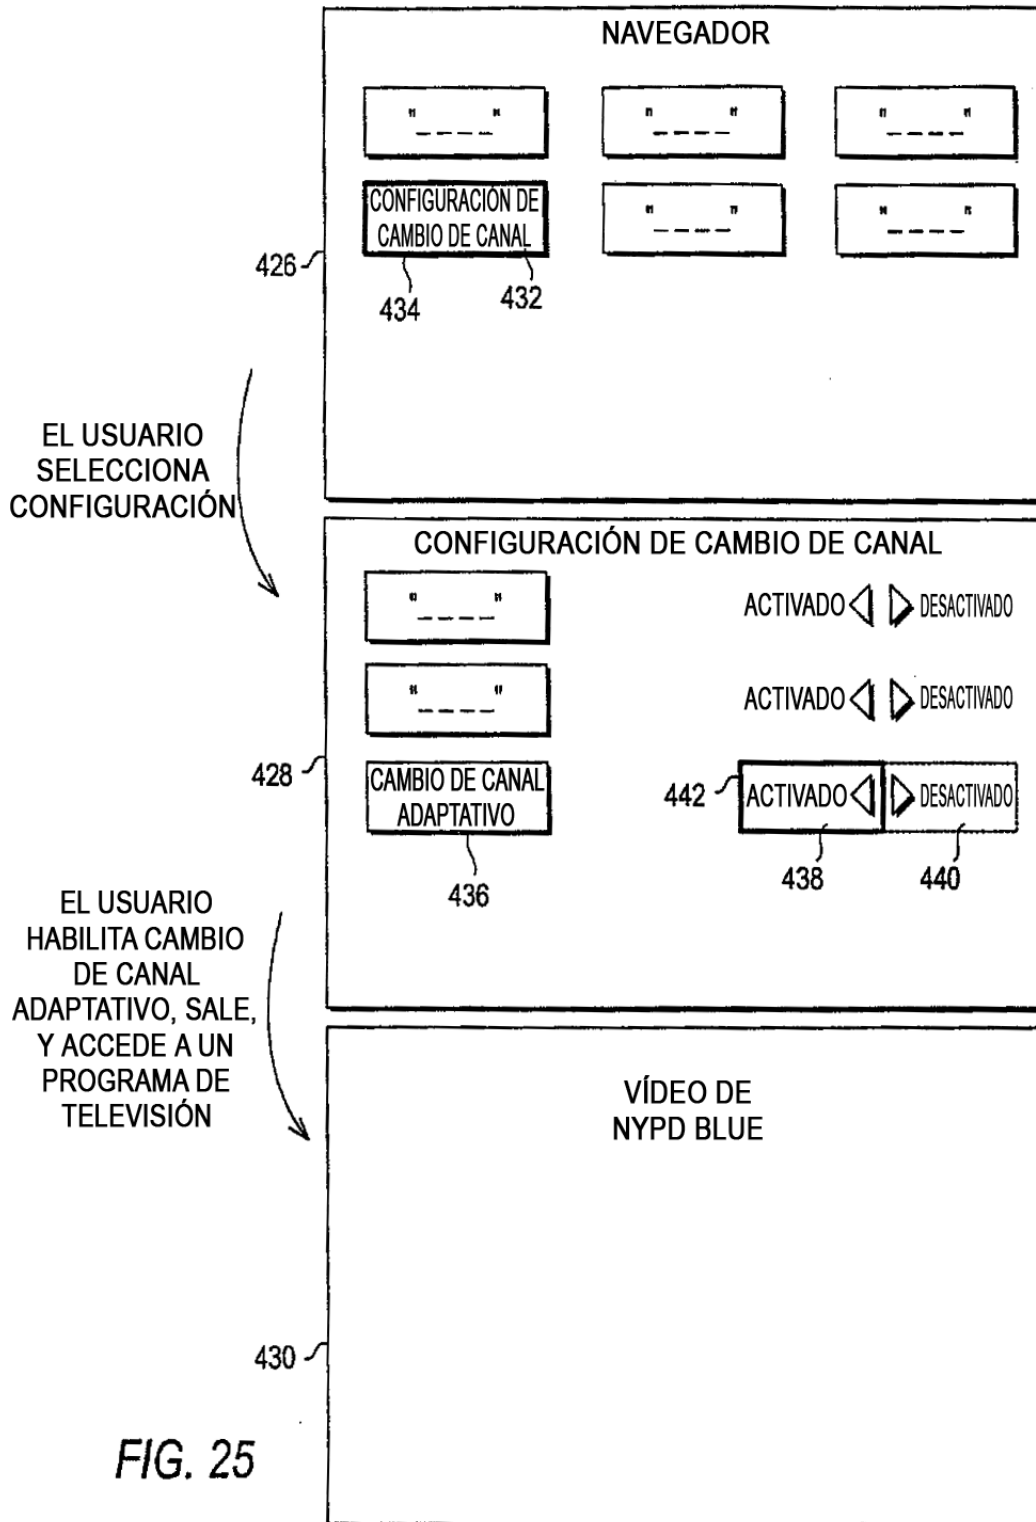 NAVEGADOR
"----" "----" "----"
CONFIGURACIÓN DE
CAMBIO DE CANAL
"----" "----"
426
434
432
EL USUARIO
SELECCIONA
CONFIGURACIÓN
CONFIGURACIÓN DE CAMBIO DE CANAL
"----" ACTIVADO DESACTIVADO
"----" ACTIVADO DESACTIVADO
428
CAMBIO DE CANAL
ADAPTATIVO
442
ACTIVADO DESACTIVADO
436
438
440
EL USUARIO
HABILITA CAMBIO
DE CANAL
ADAPTATIVO, SALE,
Y ACCEDE A UN
PROGRAMA DE
TELEVISIÓN
VÍDEO DE
NYPD BLUE
430
FIG. 25